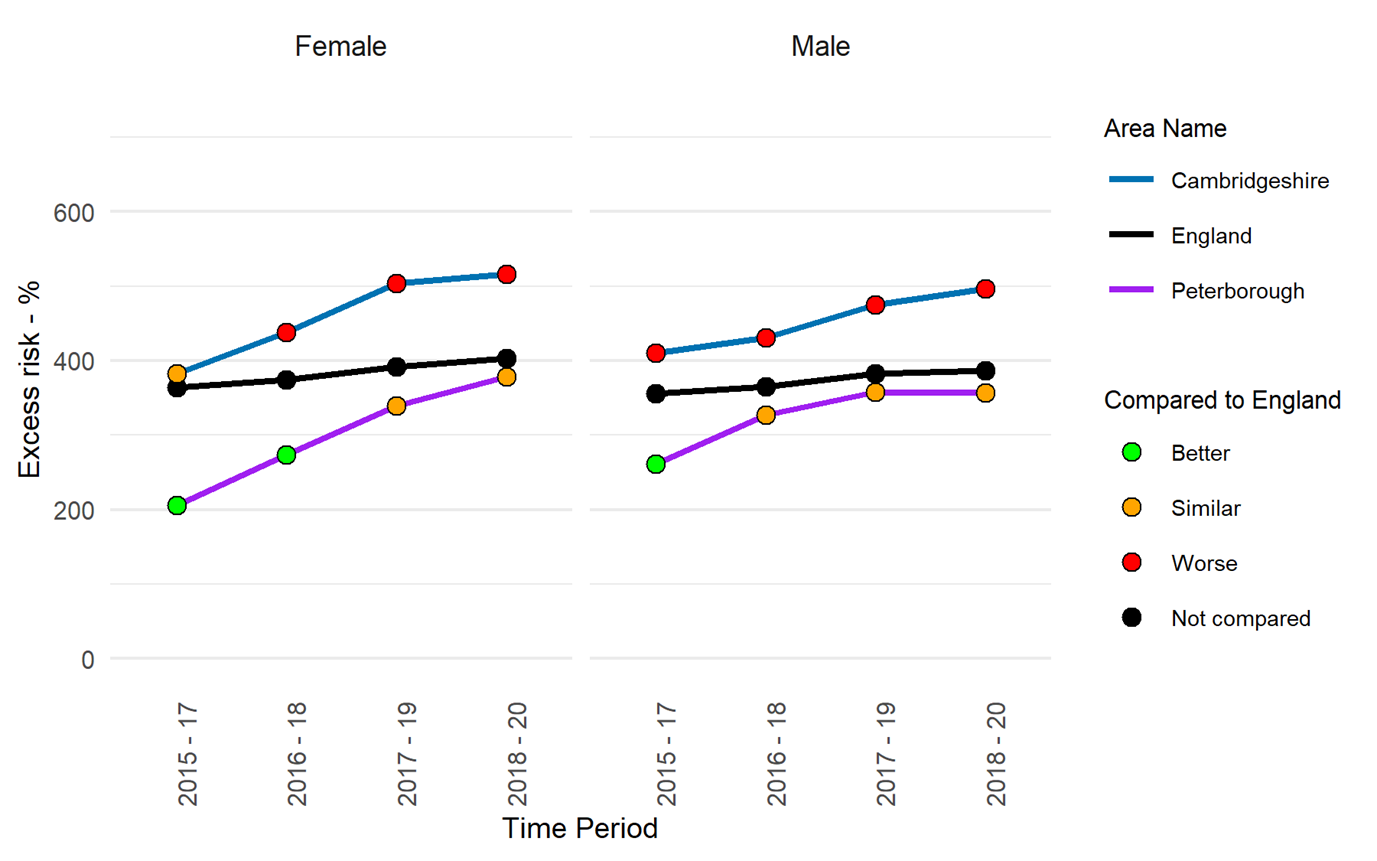 Female
Male
Excess risk - %
600
400
200
0
2015 - 17
2016 - 18
2017 - 19
2018 - 20
2015 - 17
2016 - 18
2017 - 19
2018 - 20
Time Period
Area Name
Cambridgeshire
England
Peterborough
Compared to England
Better
Similar
Worse
Not compared